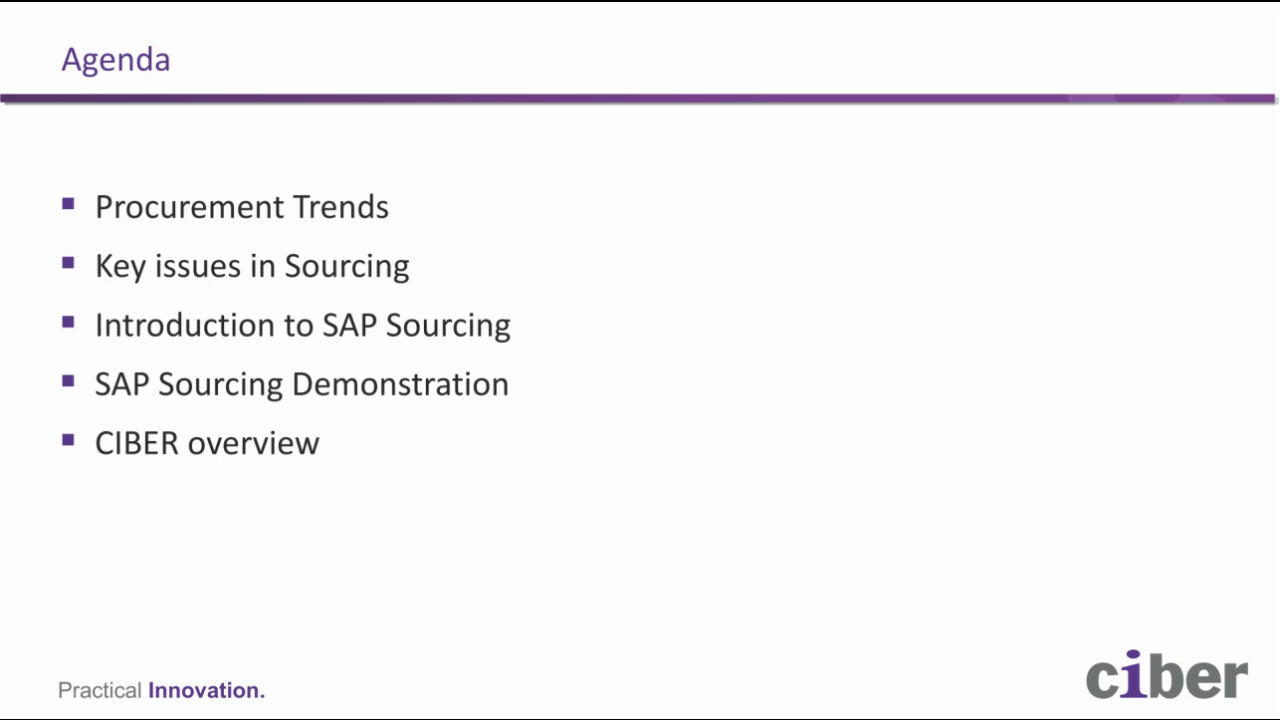 Agenda
Procurement Trends
Key issues in Sourcing
Introduction to SAP Sourcing
SAP Sourcing Demonstration
CIBER overview
Practical Innovation.
ciber